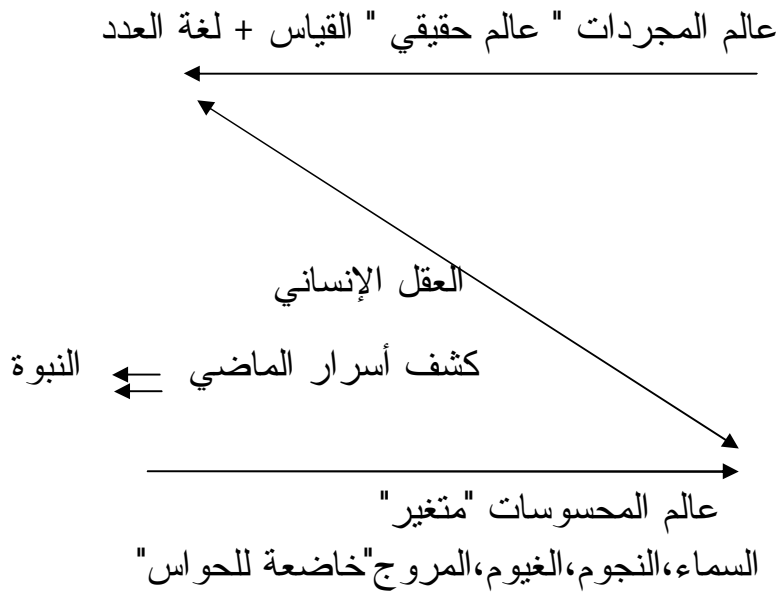 عالم المجردات " عالم حقيقي " القياس + لغة العدد
العقل الإنساني
كشف أسرار الماضي النبوة
عالم المحسوسات "متغير"
السماء،النجوم،الغيوم،المروج"خاضعة للحواس"